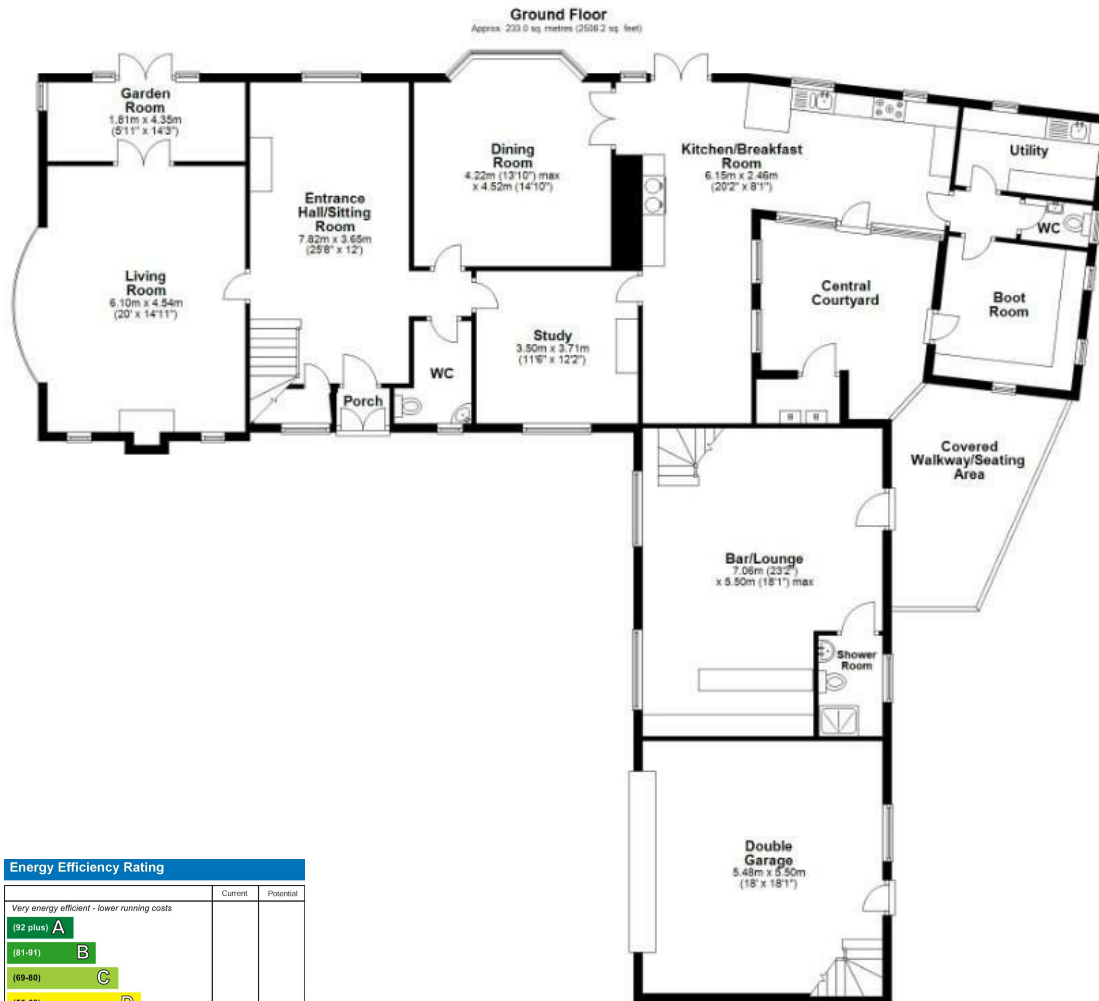 Ground Floor
Approx. 233.0 sq. metres (2508.2 sq. feet)
Garden
Room
1.81m x 4.35m
(5'11" x 14'3")
Dining
Room
4.22m (13'10") max
x 4.52m (14'10")
Kitchen/Breakfast
Room
6.15m x 2.46m
(20'2" x 8'1")
Utility
WC
Entrance
Hall/Sitting
Room
7.82m x 3.65m
(25'8" x 12')
Living
Room
6.10m x 4.54m
(20' x 14'11")
Central
Courtyard
Boot
Room
Study
3.50m x 3.71m
(11'6" x 12'2")
WC
Porch
B B
Covered
Walkway/Seating
Area
Bar/Lounge
7.06m (23'2")
x 5.50m (18'1") max
Shower
Room
Double
Garage
5.48m x 5.50m
(18' x 18'1")
Energy Efficiency Rating
Current Potential
Very energy efficient - lower running costs
(92 plus) A
(81-91) B
(69-80) C
D